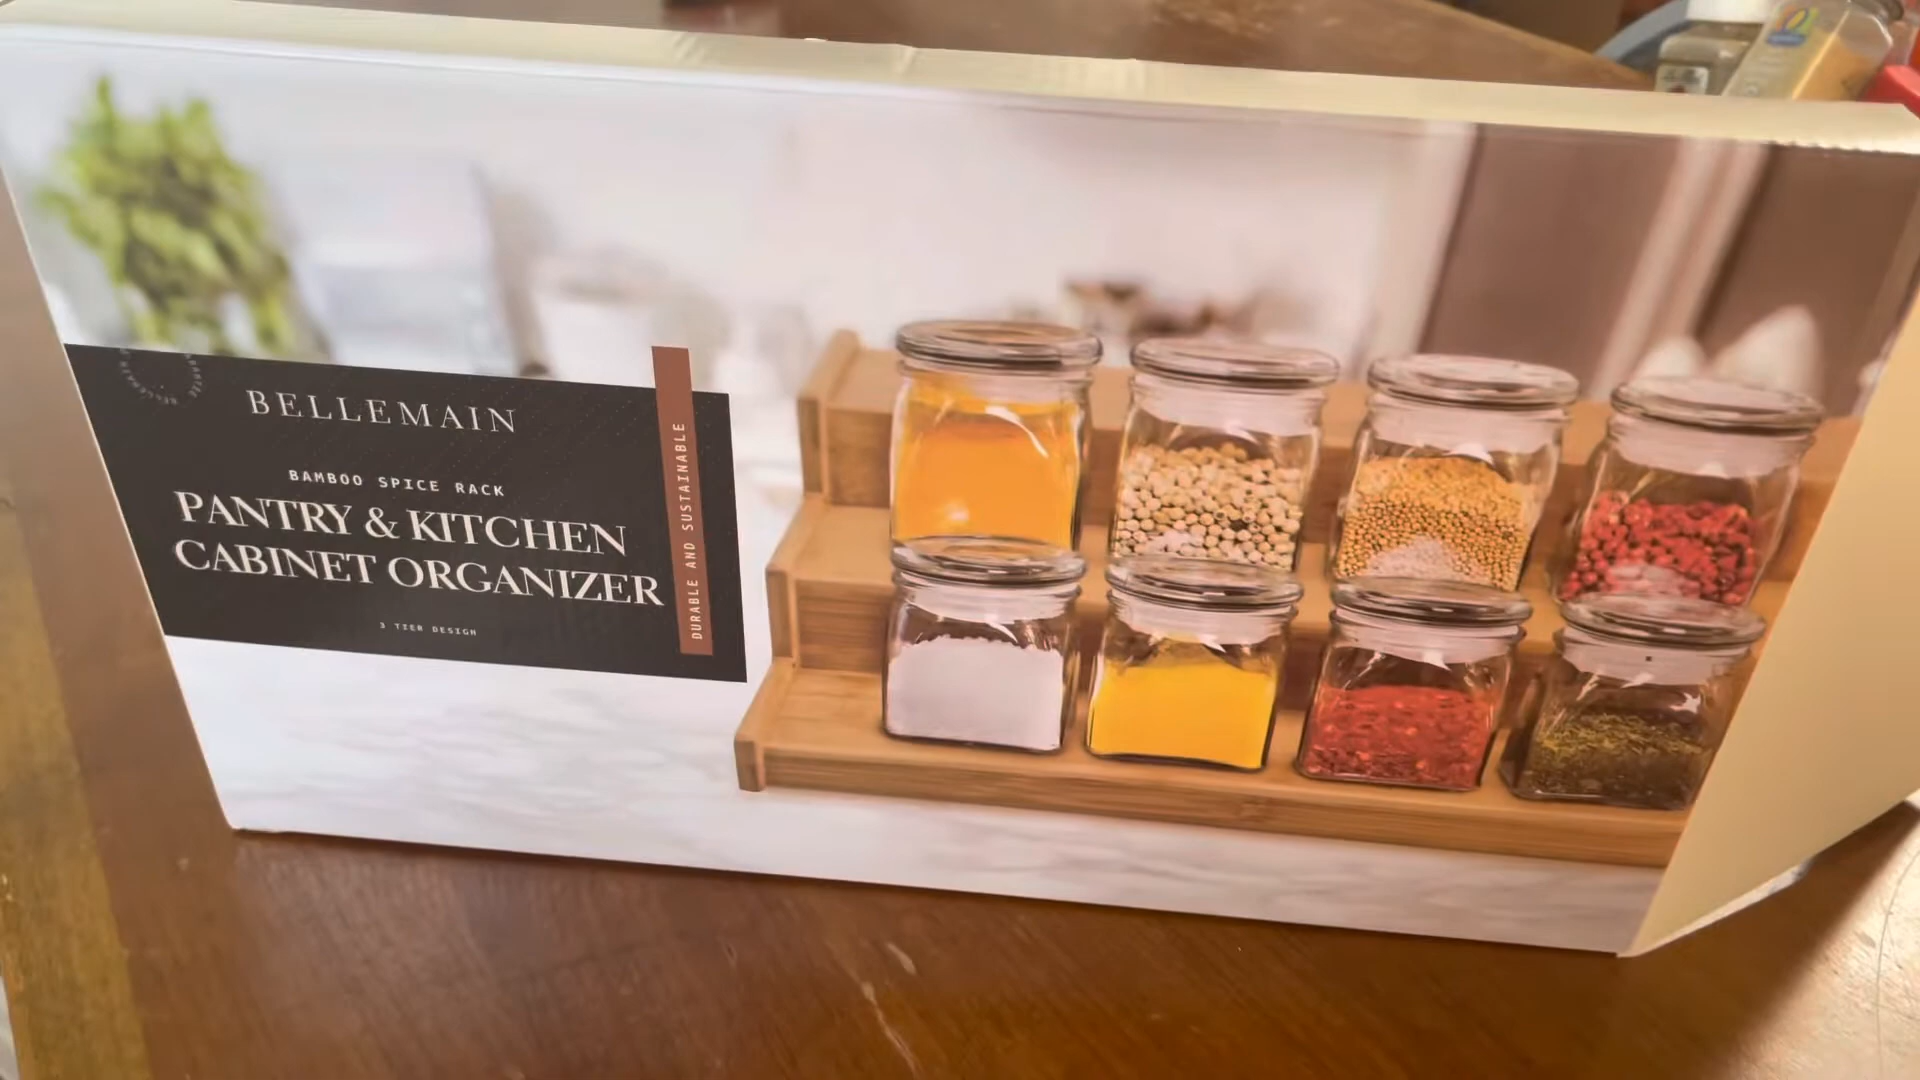 BELLEMAIN
BAMBOO SPICE RACK
PANTRY & KITCHEN
CABINET ORGANIZER
3 TIER DESIGN
DURABLE AND SUSTAINABLE